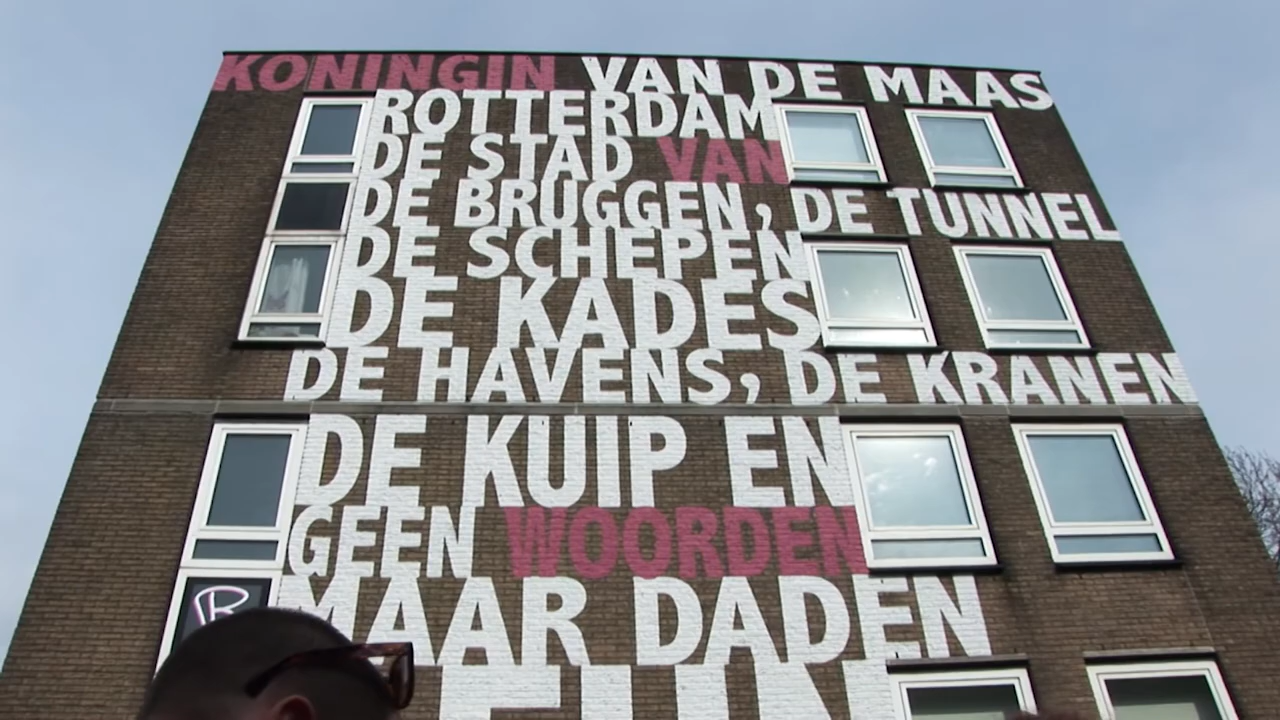 KONINGIN VAN DE MAAS
ROTTERDAM
DE STAD VAN
DE BRUGGEN, DE TUNNEL
DE SCHEPEN
DE KADES
DE HAVENS, DE KRANEN
DE KUIP EN
GEEN WOORDEN
MAAR DADEN